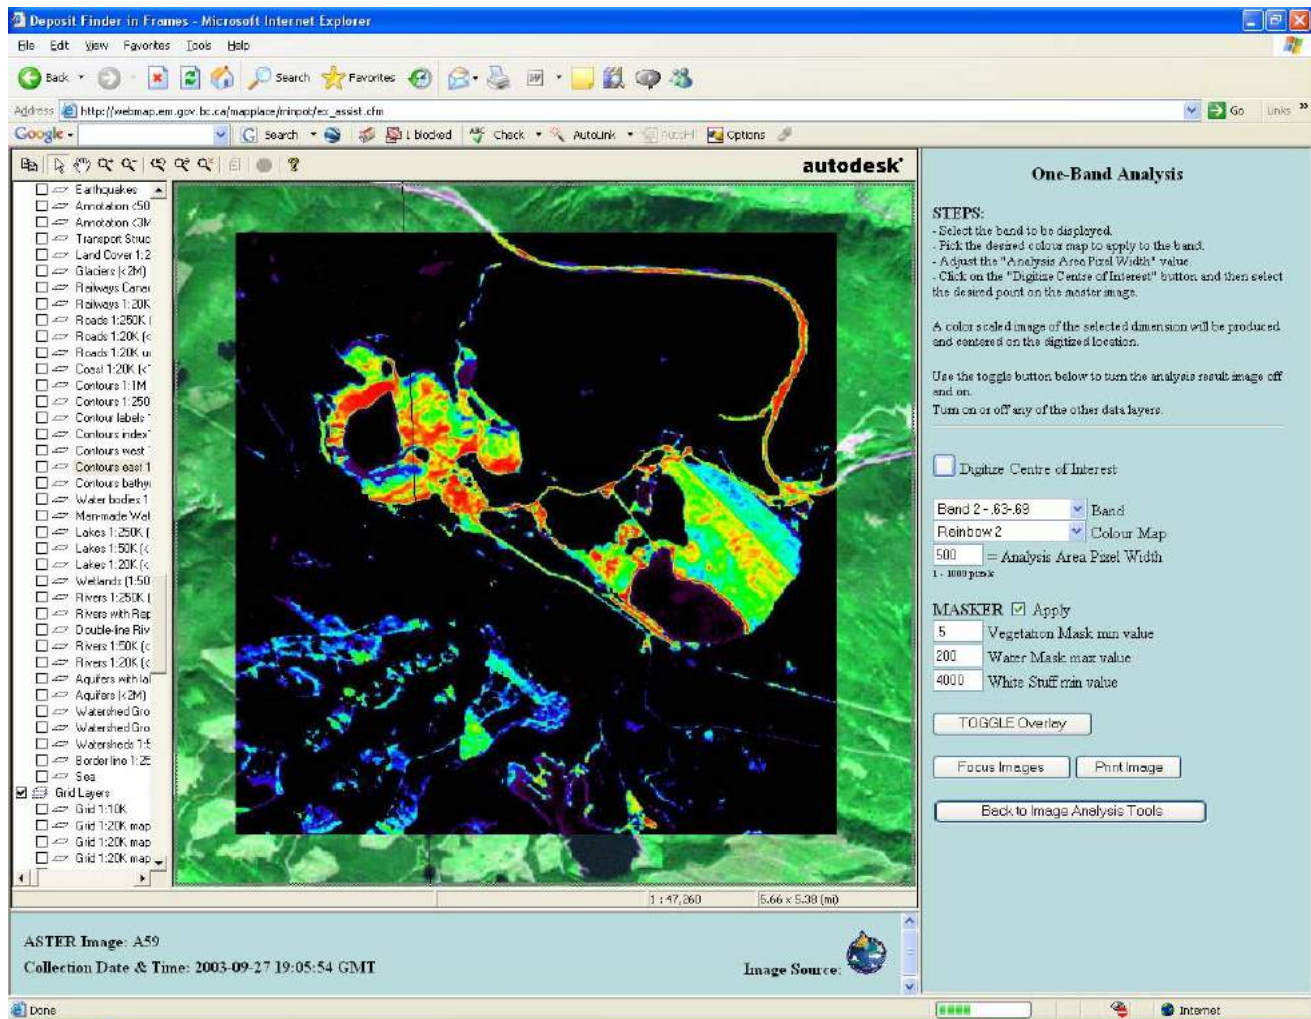 Deposit Finder in Frames - Microsoft Internet Explorer
File Edit View Favorites Tools Help
Back Search Favorites
Address http://webmap.em.gov.bc.ca/mapplace/minpot/ex_assist.cfm Go Links »
Google Search 1 blocked Check AutoLink AutoFill Options
autodesk
Earthquakes
Annotation <50
Annotation <3M
Transport Struc
Land Cover 1:2
Glaciers (<2M)
Railways Canad
Railways 1:20K
Roads 1:250K (
Roads 1:20K (<
Roads 1:20K ur
Coast 1:20K (<
Contours 1:1M
Contours 1:250
Contour labels
Contours index
Contours west
Contours east 1
Contours bathy
Water bodies 1
Man-made Wat
Lakes 1:250K (
Lakes 1:50K (<
Lakes 1:20K (<
Wetlands (1:50
Rivers 1:250K (
Rivers with Rep
Double-line Riv
Rivers 1:50K (<
Rivers 1:20K (<
Aquifers with lal
Aquifers (<2M)
Watershed Gro
Watershed Gro
Watersheds 1:5
Border line 1:25
Sea
Grid Layers
Grid 1:10K
Grid 1:20K map
Grid 1:20K map
Grid 1:20K map
1 : 47,260 5.66 x 5.38 (mi)
One-Band Analysis
STEPS:
- Select the band to be displayed.
- Pick the desired colour map to apply to the band.
- Adjust the "Analysis Area Pixel Width" value
- Click on the "Digitize Centre of Interest" button and then select
the desired point on the master image.
A color scaled image of the selected dimension will be produced
and centered on the digitized location.
Use the toggle button below to turn the analysis result image off
and on.
Turn on or off any of the other data layers.
Digitize Centre of Interest
Band 2 - .63-.69 Band
Rainbow 2 Colour Map
500 = Analysis Area Pixel Width
1 - 1000 pixels
MASKER Apply
.5 Vegetation Mask min value
200 Water Mask max value
4000 White Stuff min value
TOGGLE Overlay
Focus Images Print Image
Back to Image Analysis Tools
ASTER Image: A59
Collection Date & Time: 2003-09-27 19:05:54 GMT
Image Source:
Done Internet